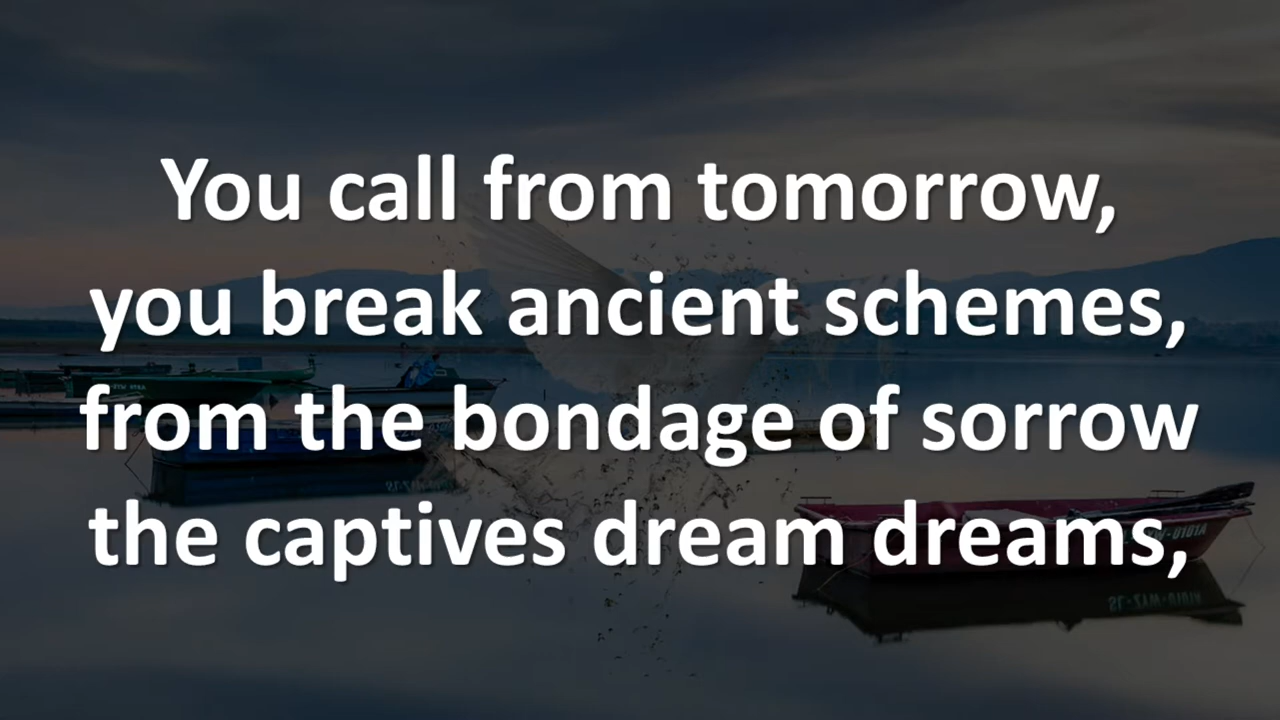 You call from tomorrow,
you break ancient schemes,
from the bondage of sorrow
the captives dream dreams,